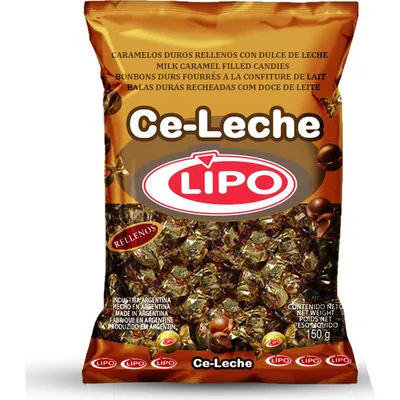 CARAMELOS DUROS RELLENOS CON DULCE DE LECHE
MILK CARAMEL FILLED CANDIES
BONBONS DURS FOURRÉS A LA CONFITURE DE LAIT
BALAS DURAS RECHEADAS COM DOCE DE LEITE
Ce-Leche
LIPO
RELLENOS
INDUSTRIA ARGENTINA
HECHO EN ARGENTINA
MADE IN ARGENTINA
FABRIQUÉ EN ARGENTINE
PRODUZIDO EM ARGENTIN
CONTENIDO NETO
NET WEIGHT
POIDS NET
PESO LIQUIDO
150 g
LIPO LIPO LIPO Ce-Leche LIPO LIPO LIPO